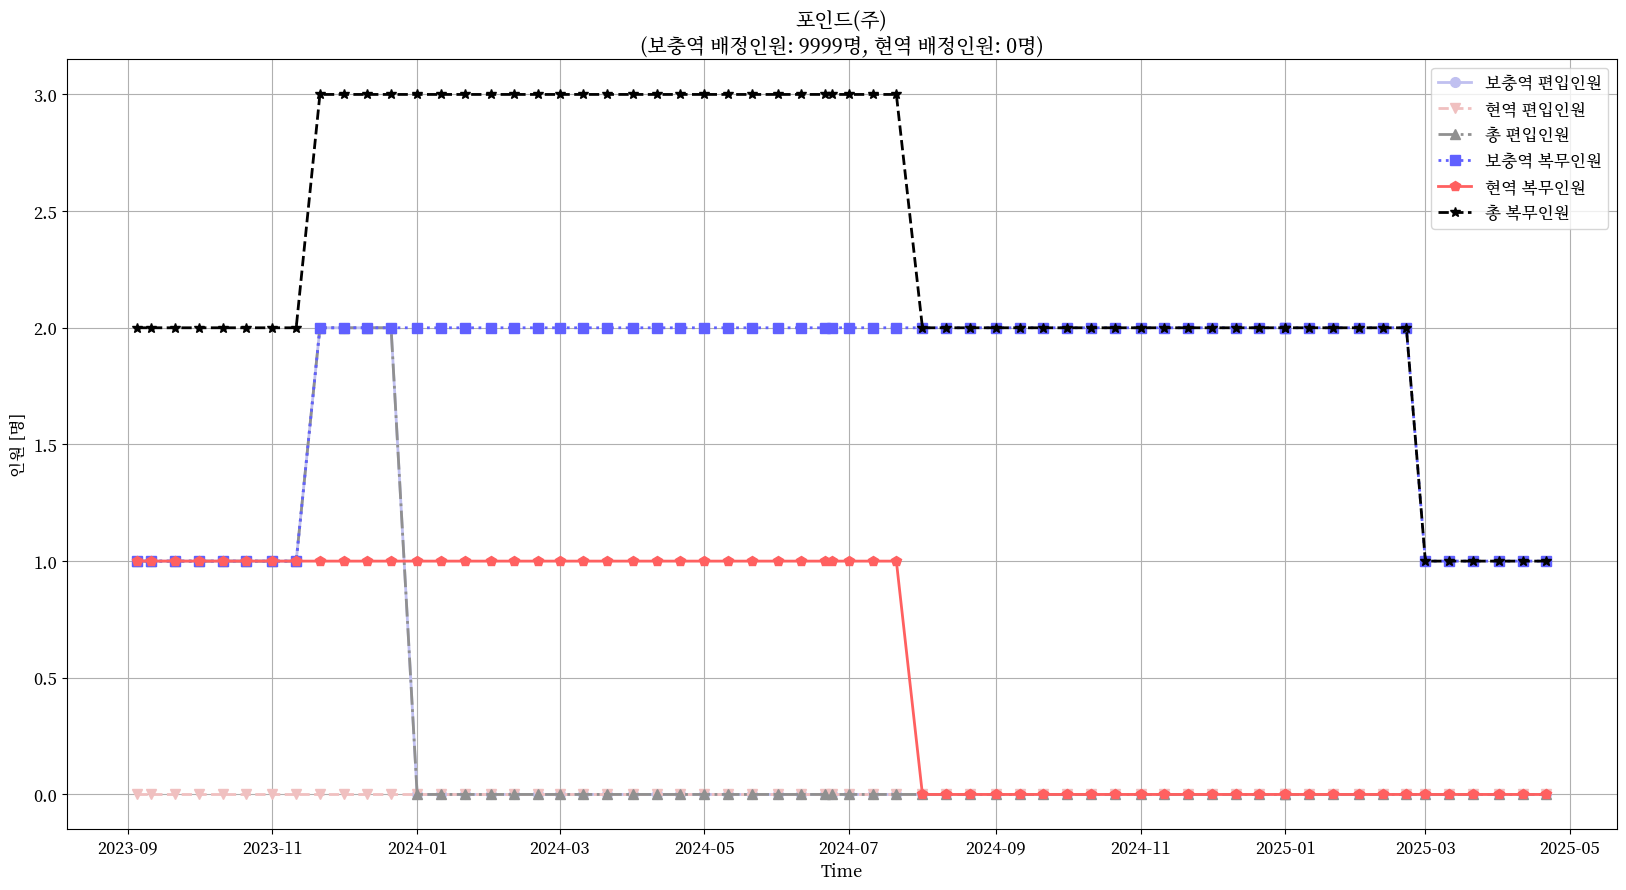 포인드(주)
(보충역 배정인원: 9999명, 현역 배정인원: 0명)
보충역 편입인원
현역 편입인원
총 편입인원
보충역 복무인원
현역 복무인원
총 복무인원
인원 [명]
3.0
2.5
2.0
1.5
1.0
0.5
0.0
2023-09 2023-11 2024-01 2024-03 2024-05 2024-07 2024-09 2024-11 2025-01 2025-03 2025-05
Time